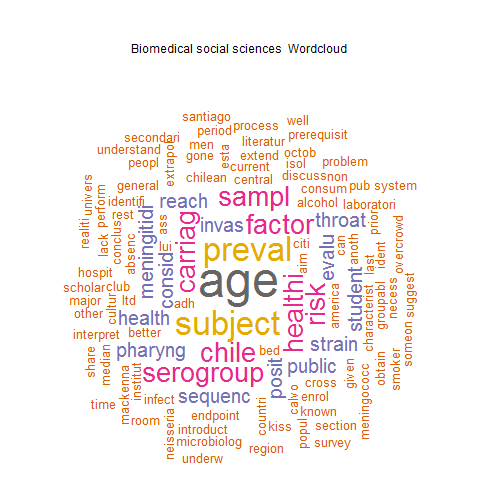 Biomedical social sciences Wordcloud
santiago
period
process
well
secondari
men
literatur
prerequisit
understand
gone
esta
extend
octob
peopl
extrapol
current
isol
problem
chilean
central
discuss
non
general
sampl
consum
pub
system
identifi
reach
alcohol
laboratori
univers
perform
rest
meningitidi
ass
carriag
invas
factor
throat
prior
overcrowd
realiti
lack
conclus
absenc
consid
preval
citi
evalu
can
anoth
ident
aim
last
hospit
age
healthi
risk
student
groupabl
necess
suggest
scholar
club
cultur
adh
america
characterist
major
ltd
other
health
subject
someon
interpret
better
strain
share
median
pharyng
chile
bed
public
obtain
smoker
serogroup
posit
cross
given
meningococc
institut
mackenna
time
infect
sequenc
countri
calvo
enrol
known
room
neisseria
endpoint
introduct
kiss
popul
section
microbiolog
region
survey
underw